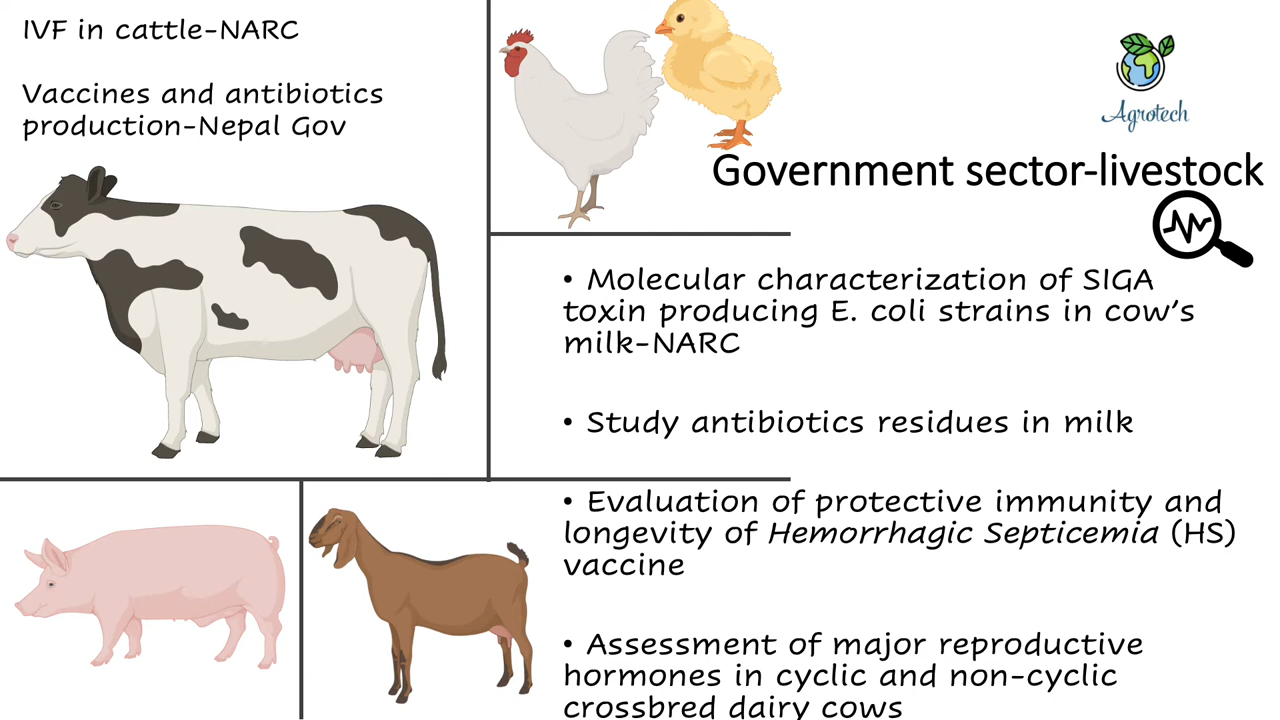 IVF in cattle-NARC
Vaccines and antibiotics
production-Nepal Gov
Agrotech
Government sector-livestock
• Molecular characterization of SIGA
toxin producing E. coli strains in cow's
milk-NARC
• Study antibiotics residues in milk
• Evaluation of protective immunity and
longevity of Hemorrhagic Septicemia (HS)
vaccine
• Assessment of major reproductive
hormones in cyclic and non-cyclic
crossbred dairy cows